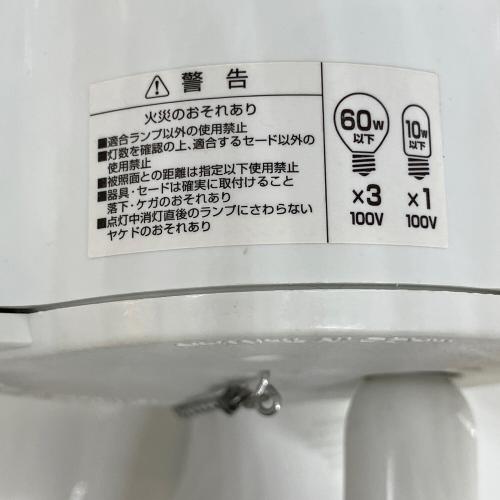 ⚠ 警告
火災のおそれあり
■適合ランプ以外の使用禁止
■灯数を確認の上、適合するセード以外の
使用禁止
■被照面との距離は指定以下使用禁止
■器具・セードは確実に取付けること
落下・ケガのおそれあり
■点灯中消灯直後のランプにさわらない
ヤケドのおそれあり
60W
以下
×3
100V
10W
以下
×1
100V